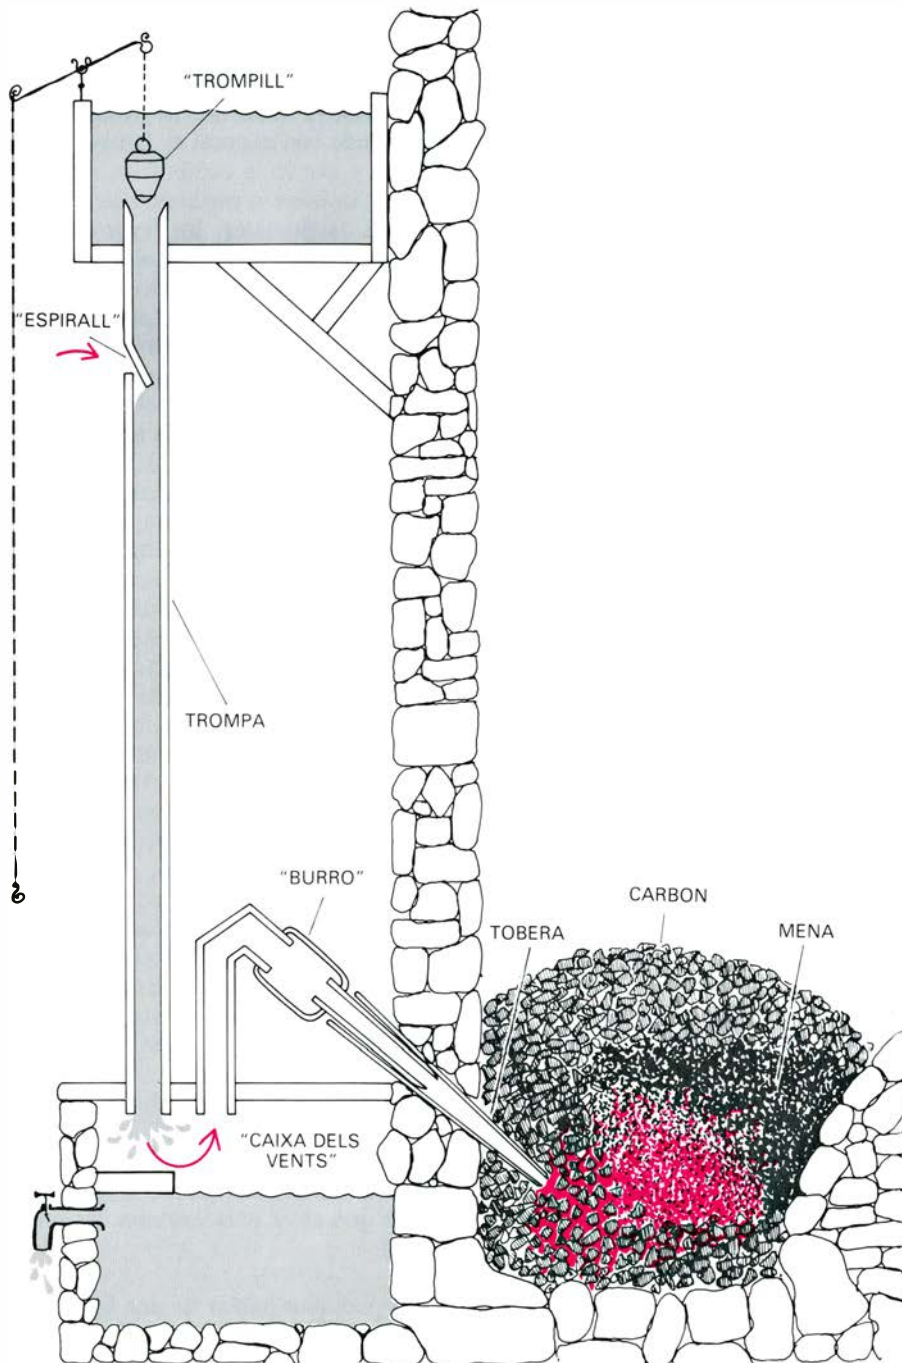 "TROMPILL"
"ESPIRALL"
TROMPA
"BURRO"
CARBON
TOBERA
MENA
"CAIXA DELS
VENTS"